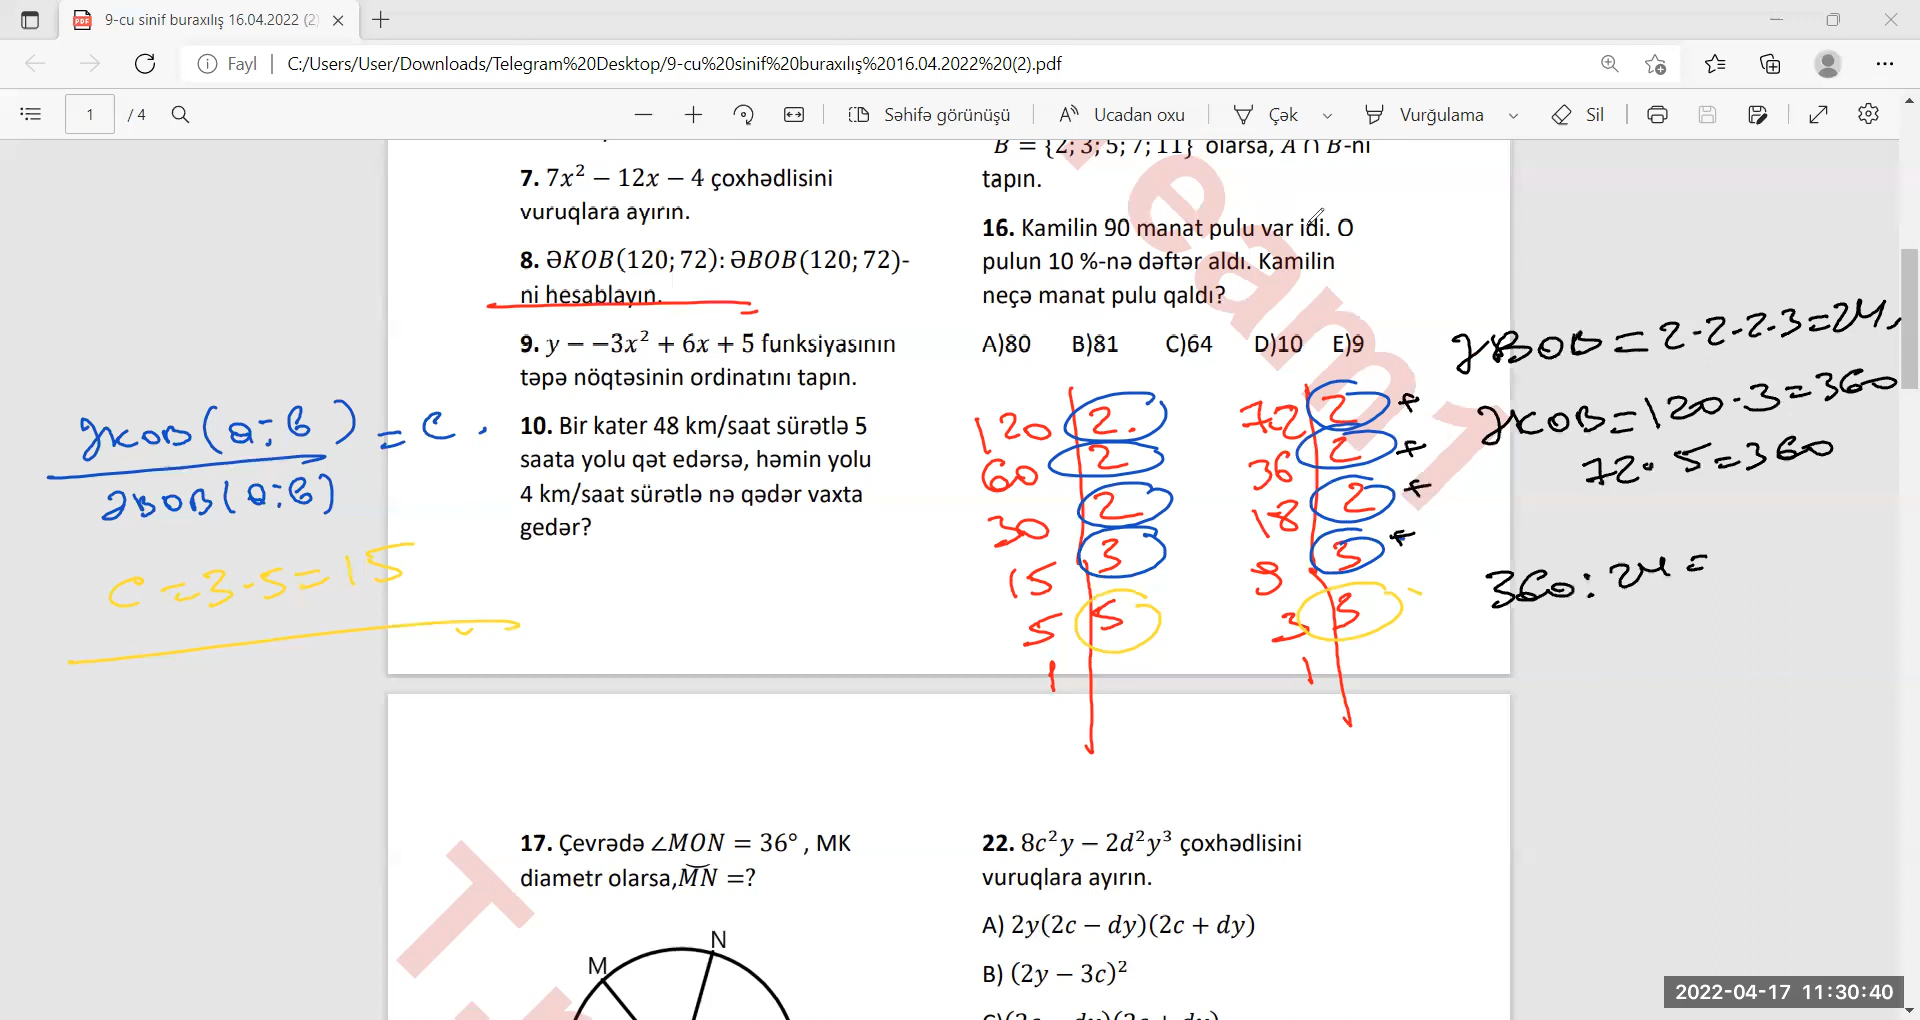 9-cu sinif buraxılış 16.04.2022 (2)
Fayl
C:/Users/User/Downloads/Telegram%20Desktop/9-cu%20sinif%20buraxılış%2016.04.2022%20(2).pdf
1 / 4
Səhifə görünüşü
Ucadan oxu
Çək
Vurğulama
Sil
7. 7x² − 12x − 4 çoxhədlisini
vuruqlara ayırın.
8. ƏKOB(120; 72): ƏBOB(120; 72)-
ni hesablayın.
9. y − −3x² + 6x + 5 funksiyasının
təpə nöqtəsinin ordinatını tapın.
10. Bir kater 48 km/saat sürətlə 5
saata yolu qət edərsə, həmin yolu
4 km/saat sürətlə nə qədər vaxta
gedər?
B = {2; 3; 5; 7; 11} olarsa, A ∩ B-ni
tapın.
16. Kamilin 90 manat pulu var idi. O
pulun 10 %-nə dəftər aldı. Kamilin
neçə manat pulu qaldı?
A)80 B)81 C)64 D)10 E)9
ƏKOB(a;b) = c.
ƏBOB(a;b)
c = 3·5 = 15
120 2.
60 2
30 2
15 3
5 5
1
72 2
36 2
18 2
9 3
3 3
1
ƏBOB = 2·2·2·3 = 24,
ƏKOB = 120·3 = 360
72·5 = 360
360 : 24 =
17. Çevrədə ∠MON = 36° , MK
diametr olarsa, MN =?
N
M
22. 8c²y − 2d²y³ çoxhədlisini
vuruqlara ayırın.
A) 2y(2c − dy)(2c + dy)
B) (2y − 3c)²
2022-04-17 11:30:40